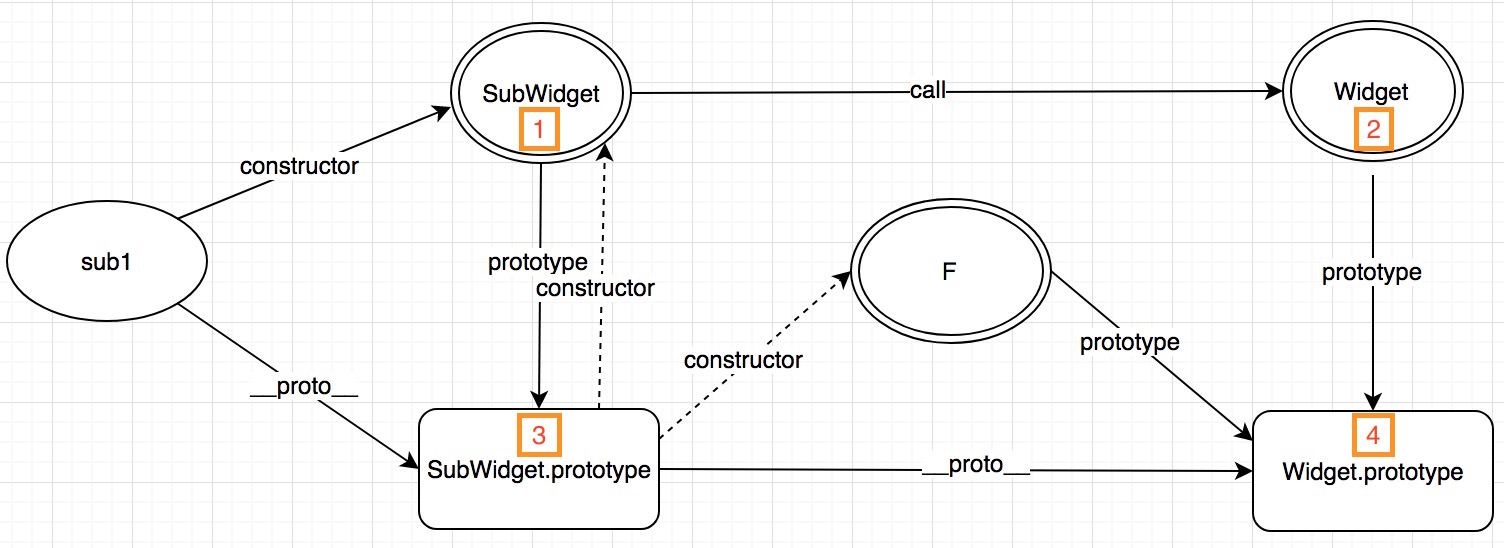 SubWidget
1
call
Widget
2
constructor
sub1
prototype
constructor
F
prototype
constructor
prototype
__proto__
3
SubWidget.prototype
__proto__
4
Widget.prototype